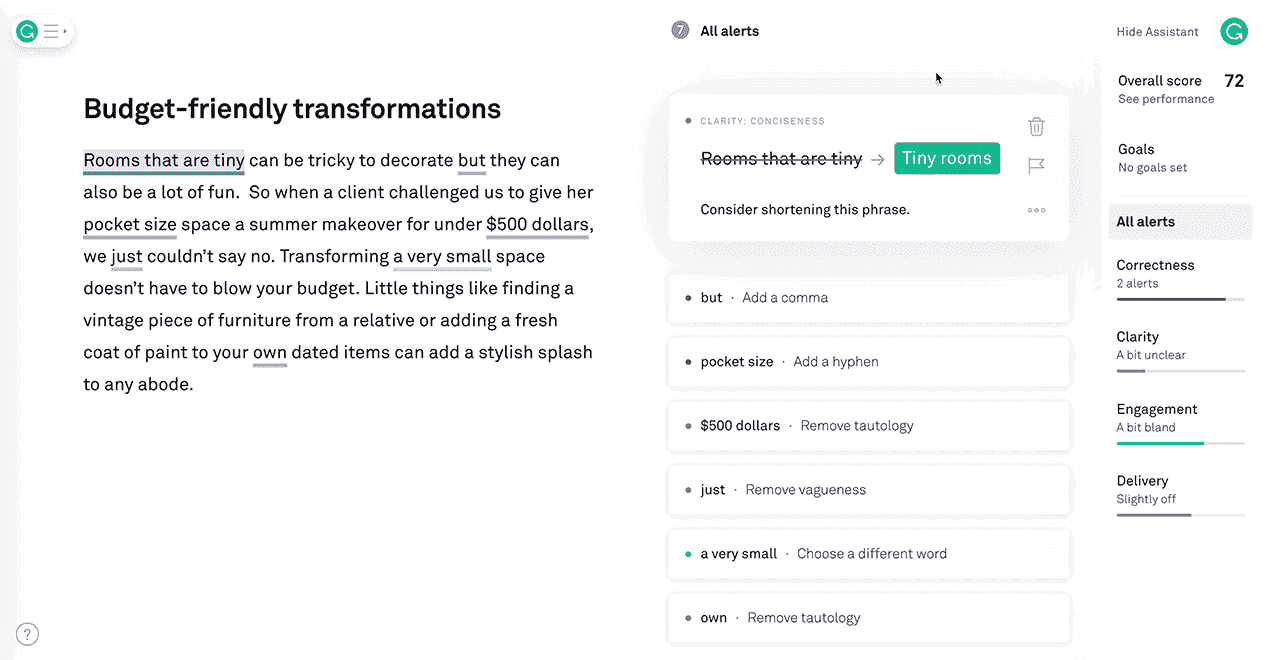 Budget-friendly transformations
Rooms that are tiny can be tricky to decorate but they can
also be a lot of fun.  So when a client challenged us to give her
pocket size space a summer makeover for under $500 dollars,
we just couldn’t say no. Transforming a very small space
doesn’t have to blow your budget. Little things like finding a
vintage piece of furniture from a relative or adding a fresh
coat of paint to your own dated items can add a stylish splash
to any abode.
?
7 All alerts
CLARITY: CONCISENESS
Rooms that are tiny → Tiny rooms
Consider shortening this phrase.
but · Add a comma
pocket size · Add a hyphen
$500 dollars · Remove tautology
just · Remove vagueness
a very small · Choose a different word
own · Remove tautology
Hide Assistant
Overall score 72
See performance
Goals
No goals set
All alerts
Correctness
2 alerts
Clarity
A bit unclear
Engagement
A bit bland
Delivery
Slightly off